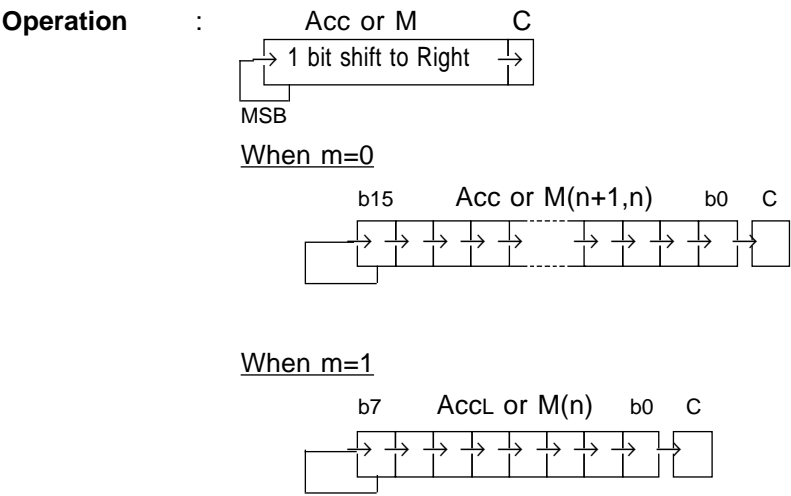 Operation : Acc or M C
1 bit shift to Right
MSB
When m=0
b15 Acc or M(n+1,n) b0 C
When m=1
b7 AccL or M(n) b0 C